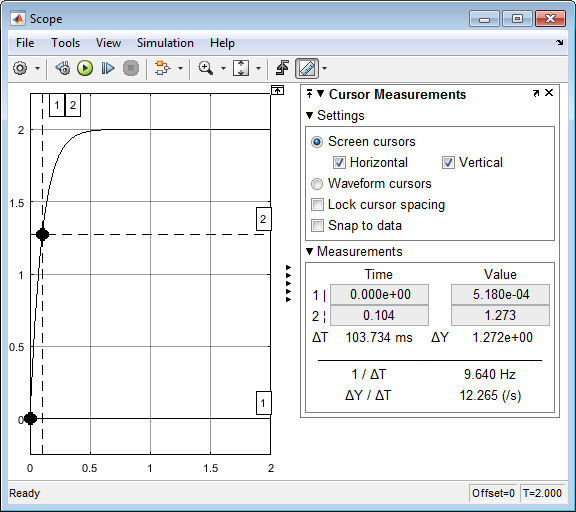 Scope
File Tools View Simulation Help
1 2
2
1.5
2
1
0.5
1
0
0 0.5 1 1.5 2
Cursor Measurements
Settings
Screen cursors
Horizontal Vertical
Waveform cursors
Lock cursor spacing
Snap to data
Measurements
Time Value
1 | 0.000e+00 5.180e-04
2 ¦ 0.104 1.273
ΔT 103.734 ms ΔY 1.272e+00
1 / ΔT 9.640 Hz
ΔY / ΔT 12.265 (/s)
Ready Offset=0 T=2.000